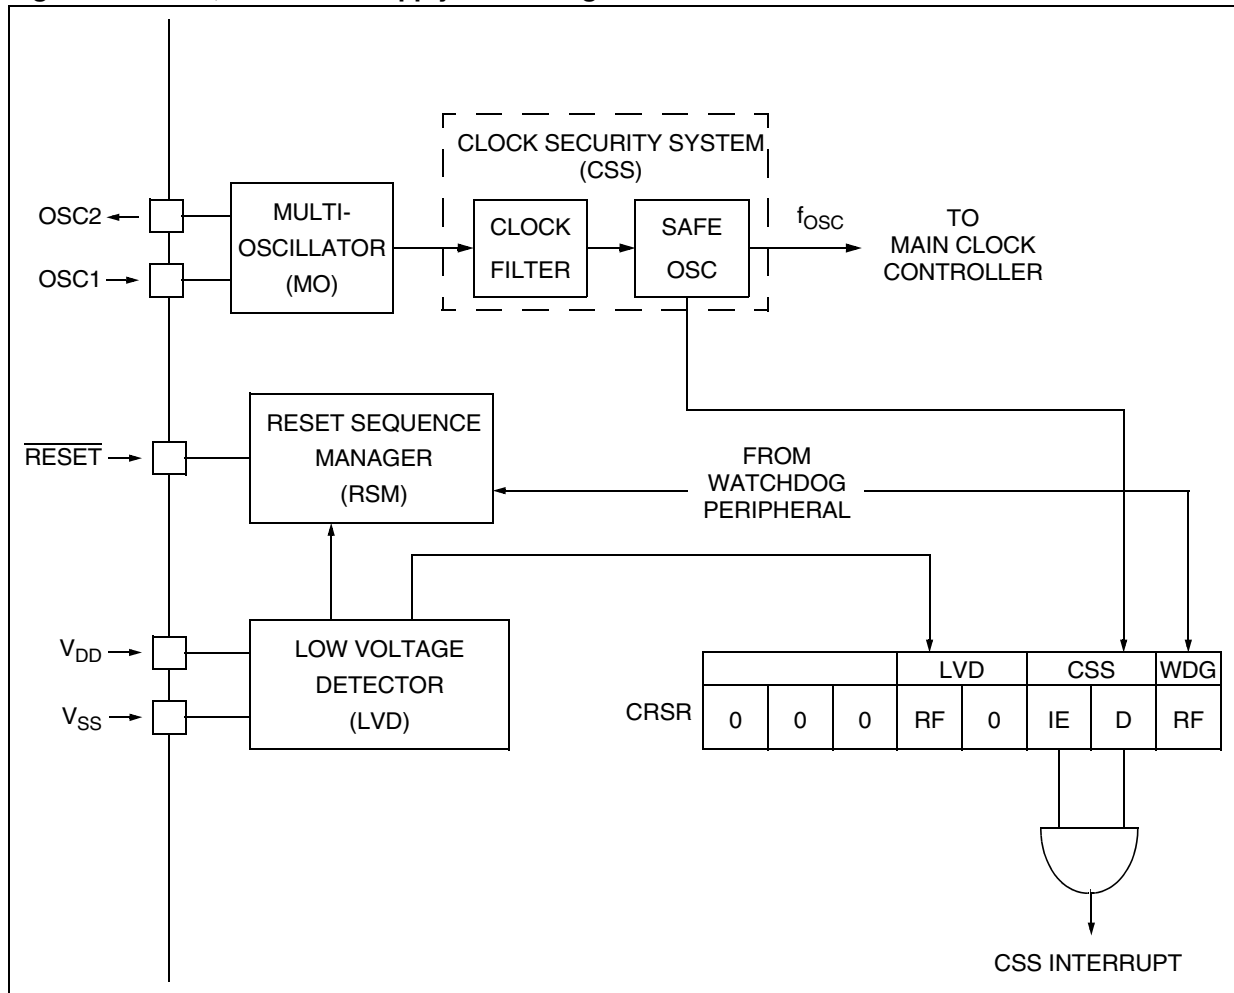 CLOCK SECURITY SYSTEM
(CSS)
OSC2
OSC1
MULTI-
OSCILLATOR
(MO)
CLOCK
FILTER
SAFE
OSC
fOSC
TO
MAIN CLOCK
CONTROLLER
RESET
RESET SEQUENCE
MANAGER
(RSM)
FROM
WATCHDOG
PERIPHERAL
VDD
VSS
LOW VOLTAGE
DETECTOR
(LVD)
LVD CSS WDG
CRSR 0 0 0 RF 0 IE D RF
CSS INTERRUPT